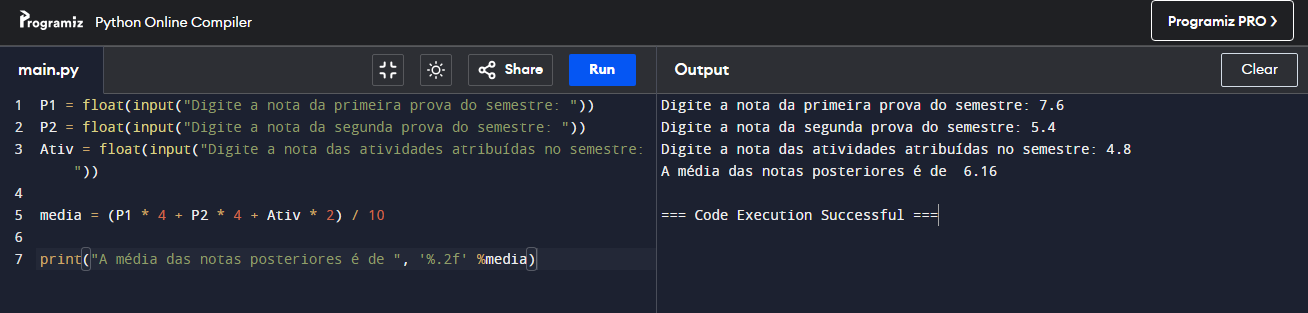 Programiz Python Online Compiler
Programiz PRO ›
main.py
Share
Run
1 P1 = float(input("Digite a nota da primeira prova do semestre: "))
2 P2 = float(input("Digite a nota da segunda prova do semestre: "))
3 Ativ = float(input("Digite a nota das atividades atribuídas no semestre:
"))
4
5 media = (P1 * 4 + P2 * 4 + Ativ * 2) / 10
6
7 print("A média das notas posteriores é de ", '%.2f' %media)
Output
Clear
Digite a nota da primeira prova do semestre: 7.6
Digite a nota da segunda prova do semestre: 5.4
Digite a nota das atividades atribuídas no semestre: 4.8
A média das notas posteriores é de  6.16
=== Code Execution Successful ===